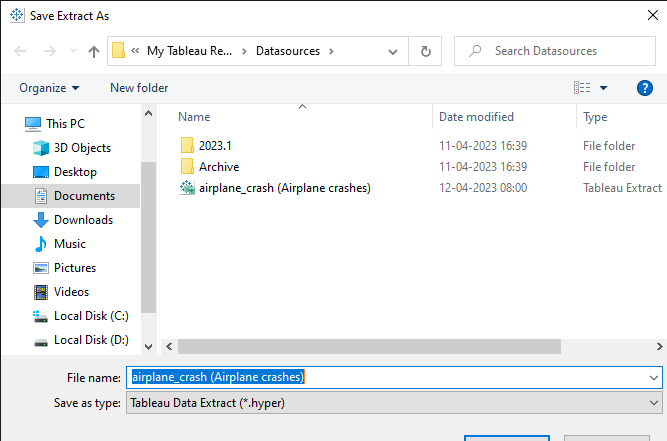 Save Extract As
« My Tableau Re... > Datasources >
Search Datasources
Organize
New folder
Name
Date modified
Type
This PC
3D Objects
Desktop
Documents
Downloads
Music
Pictures
Videos
Local Disk (C:)
Local Disk (D:)
2023.1 11-04-2023 16:39 File folder
Archive 11-04-2023 16:39 File folder
airplane_crash (Airplane crashes) 12-04-2023 08:00 Tableau Extract
File name: airplane_crash (Airplane crashes)
Save as type: Tableau Data Extract (*.hyper)